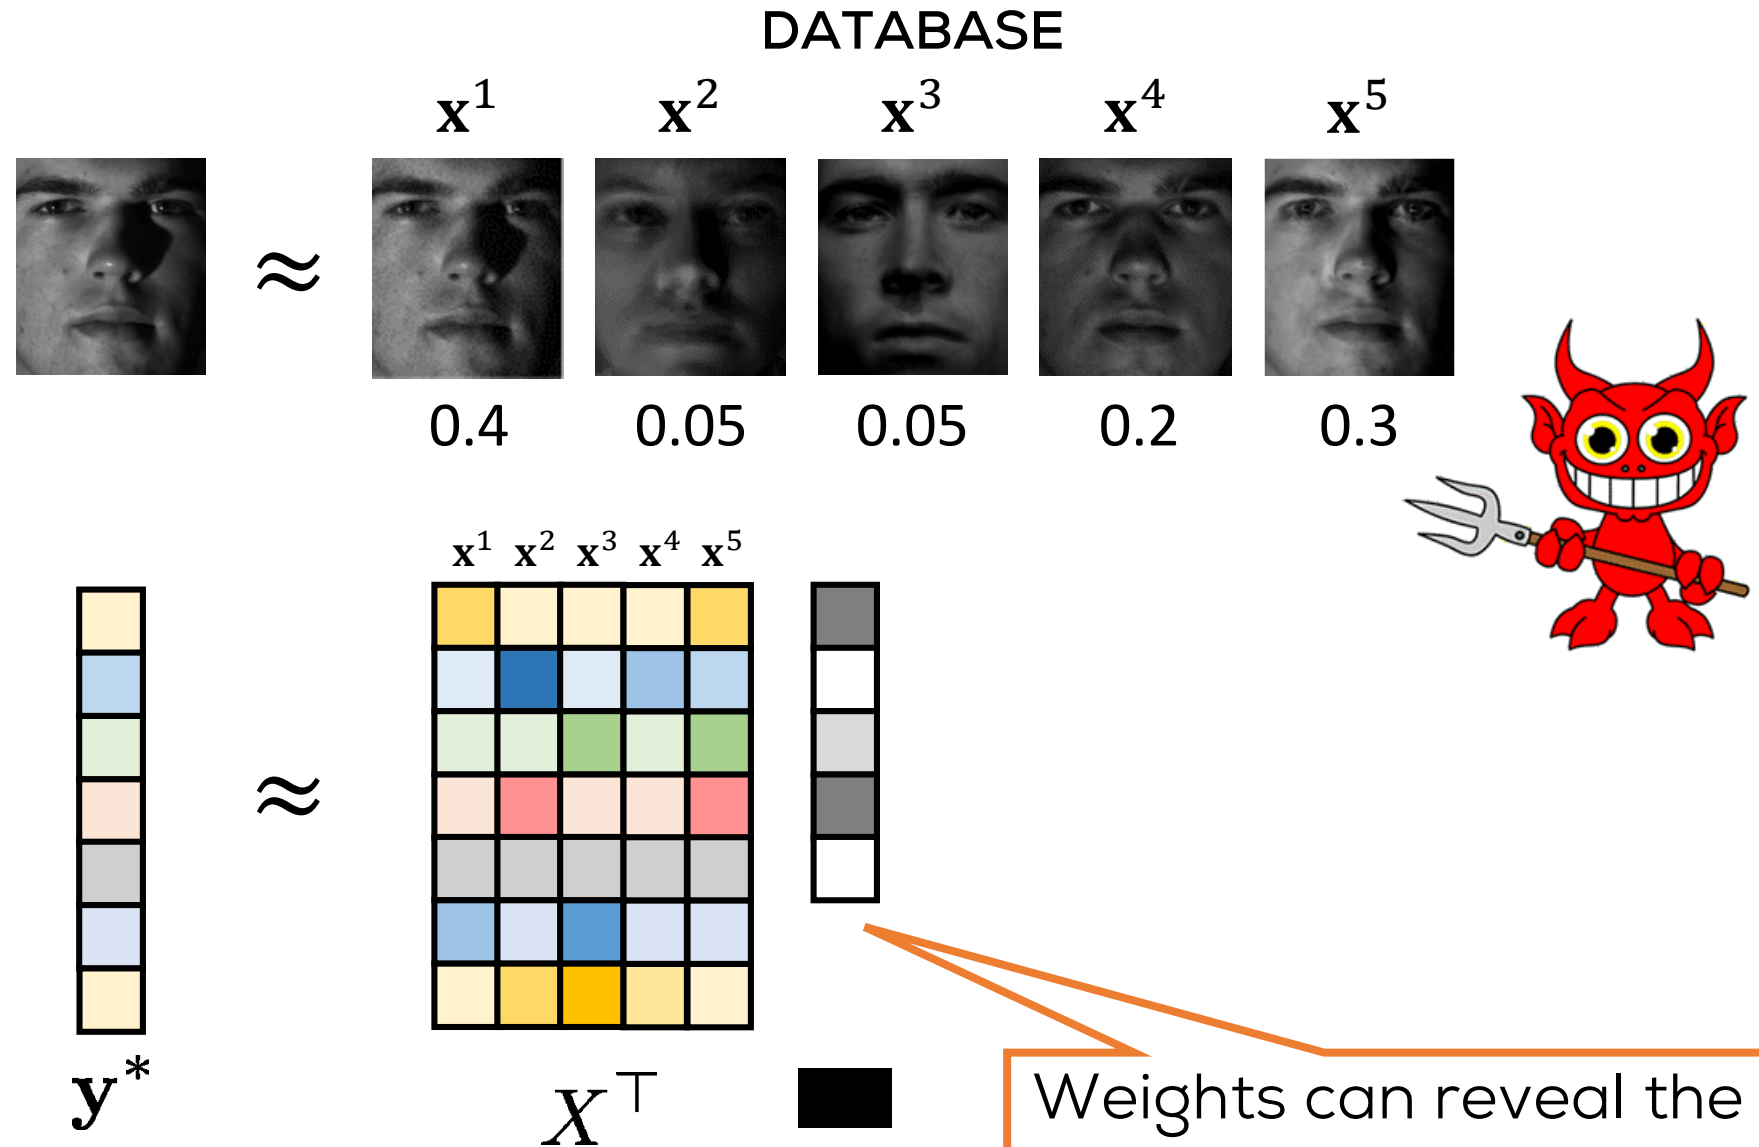 DATABASE
x¹ x² x³ x⁴ x⁵
≈
0.4 0.05 0.05 0.2 0.3
x¹ x² x³ x⁴ x⁵
≈
y* X⊤
Weights can reveal the